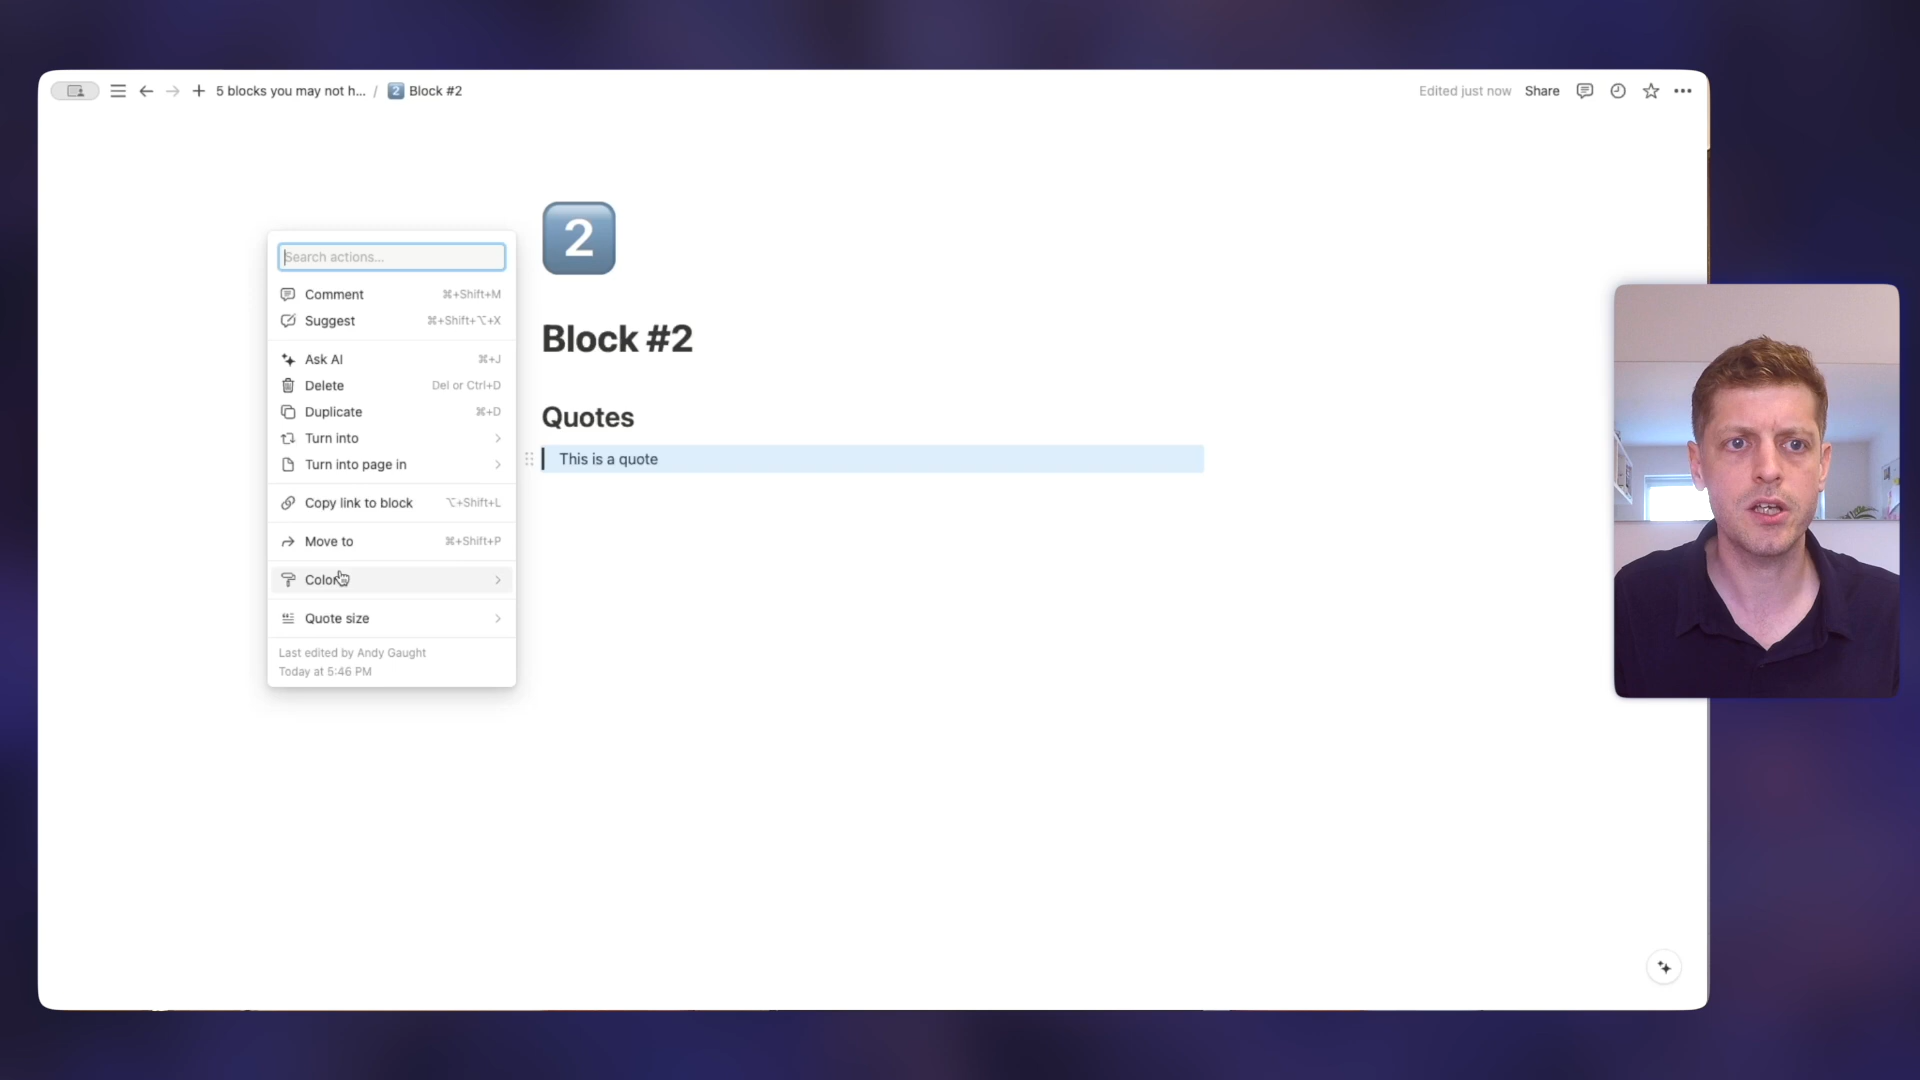 5 blocks you may not h... / 2 Block #2
Edited just now Share
2
Search actions...
Comment ⌘+Shift+M
Suggest ⌘+Shift+⌥+X
Ask AI ⌘+J
Delete Del or Ctrl+D
Duplicate ⌘+D
Turn into
Turn into page in
Copy link to block ⌥+Shift+L
Move to ⌘+Shift+P
Color
Quote size
Last edited by Andy Gaught
Today at 5:46 PM
Block #2
Quotes
This is a quote